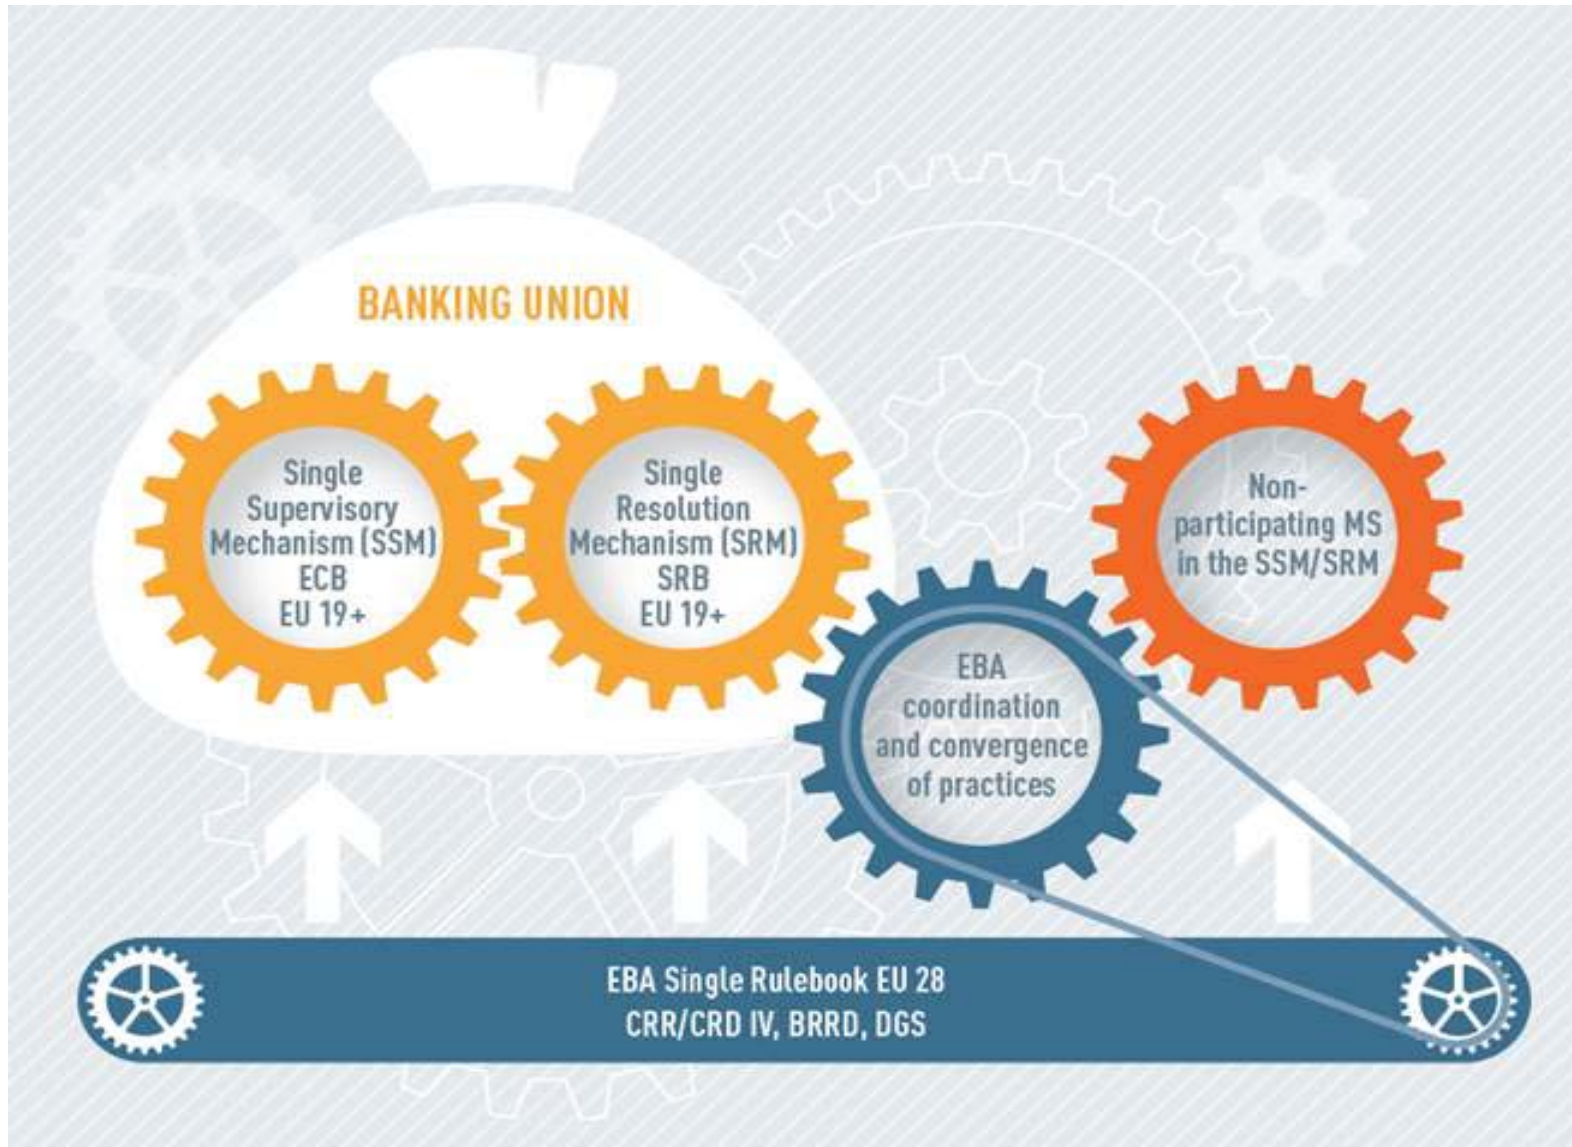 BANKING UNION
Single
Supervisory
Mechanism (SSM)
ECB
EU 19+
Single
Resolution
Mechanism (SRM)
SRB
EU 19+
Non-
participating MS
in the SSM/SRM
EBA
coordination
and convergence
of practices
EBA Single Rulebook EU 28
CRR/CRD IV, BRRD, DGS